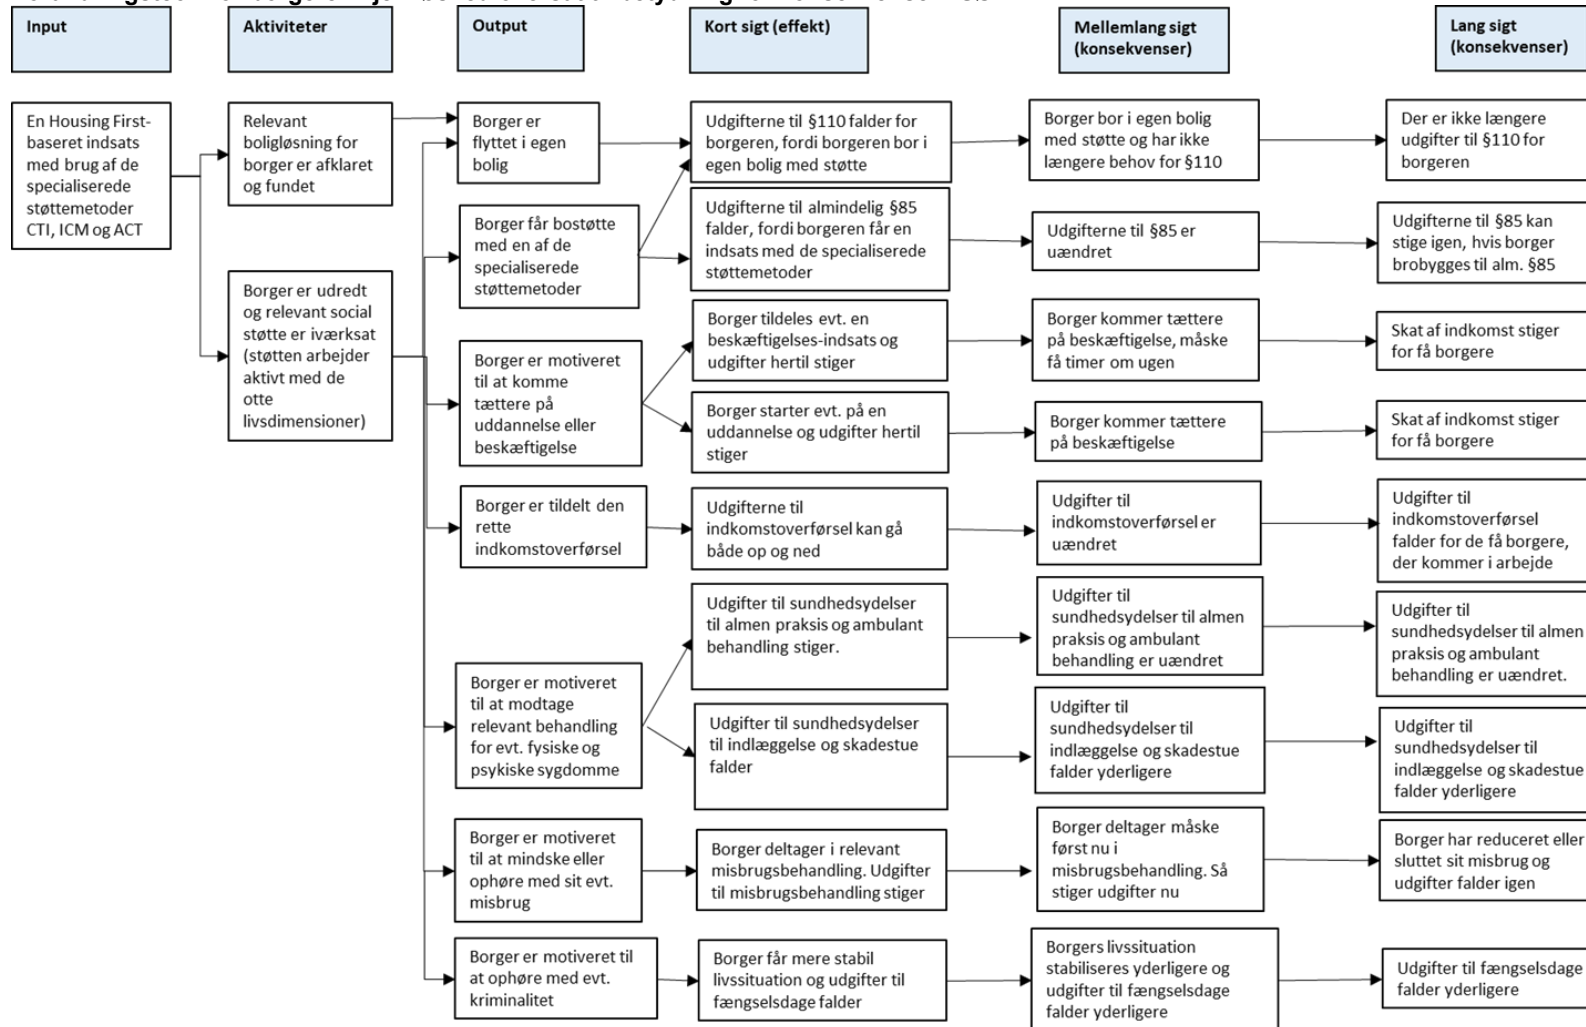 Input
Aktiviteter
Output
Kort sigt (effekt)
Mellemlang sigt
(konsekvenser)
Lang sigt
(konsekvenser)
En Housing First-
baseret indsats
med brug af de
specialiserede
støttemetoder
CTI, ICM og ACT
Relevant
boligløsning for
borger er afklaret
og fundet
Borger er udredt
og relevant social
støtte er iværksat
(støtten arbejder
aktivt med de
otte
livsdimensioner)
Borger er
flyttet i egen
bolig
Borger får bostøtte
med en af de
specialiserede
støttemetoder
Borger er motiveret
til at komme
tættere på
uddannelse eller
beskæftigelse
Borger er tildelt den
rette
indkomstoverførsel
Borger er motiveret
til at modtage
relevant behandling
for evt. fysiske og
psykiske sygdomme
Borger er motiveret
til at mindske eller
ophøre med sit evt.
misbrug
Borger er motiveret til
at ophøre med evt.
kriminalitet
Udgifterne til §110 falder for
borgeren, fordi borgeren bor i
egen bolig med støtte
Udgifterne til almindelig §85
falder, fordi borgeren får en
indsats med de specialiserede
støttemetoder
Borger tildeles evt. en
beskæftigelses-indsats og
udgifter hertil stiger
Borger starter evt. på en
uddannelse og udgifter hertil
stiger
Udgifterne til
indkomstoverførsel kan gå
både op og ned
Udgifter til sundhedsydelser
til almen praksis og ambulant
behandling stiger.
Udgifter til sundhedsydelser
til indlæggelse og skadestue
falder
Borger deltager i relevant
misbrugsbehandling. Udgifter
til misbrugsbehandling stiger
Borger får mere stabil
livssituation og udgifter til
fængselsdage falder
Borger bor i egen bolig
med støtte og har ikke
længere behov for §110
Udgifterne til §85 er
uændret
Borger kommer tættere
på beskæftigelse, måske
få timer om ugen
Borger kommer tættere
på beskæftigelse
Udgifter til
indkomstoverførsel er
uændret
Udgifter til
sundhedsydelser til almen
praksis og ambulant
behandling er uændret
Udgifter til
sundhedsydelser til
indlæggelse og skadestue
falder yderligere
Borger deltager måske
først nu i
misbrugsbehandling. Så
stiger udgifter nu
Borgers livssituation
stabiliseres yderligere og
udgifter til fængselsdage
falder yderligere
Der er ikke længere
udgifter til §110 for
borgeren
Udgifterne til §85 kan
stige igen, hvis borger
brobygges til alm. §85
Skat af indkomst stiger
for få borgere
Skat af indkomst stiger
for få borgere
Udgifter til
indkomstoverførsel
falder for de få borgere,
der kommer i arbejde
Udgifter til
sundhedsydelser til almen
praksis og ambulant
behandling er uændret.
Udgifter til
sundhedsydelser til
indlæggelse og skadestue
falder yderligere
Borger har reduceret eller
sluttet sit misbrug og
udgifter falder igen
Udgifter til fængselsdage
falder yderligere